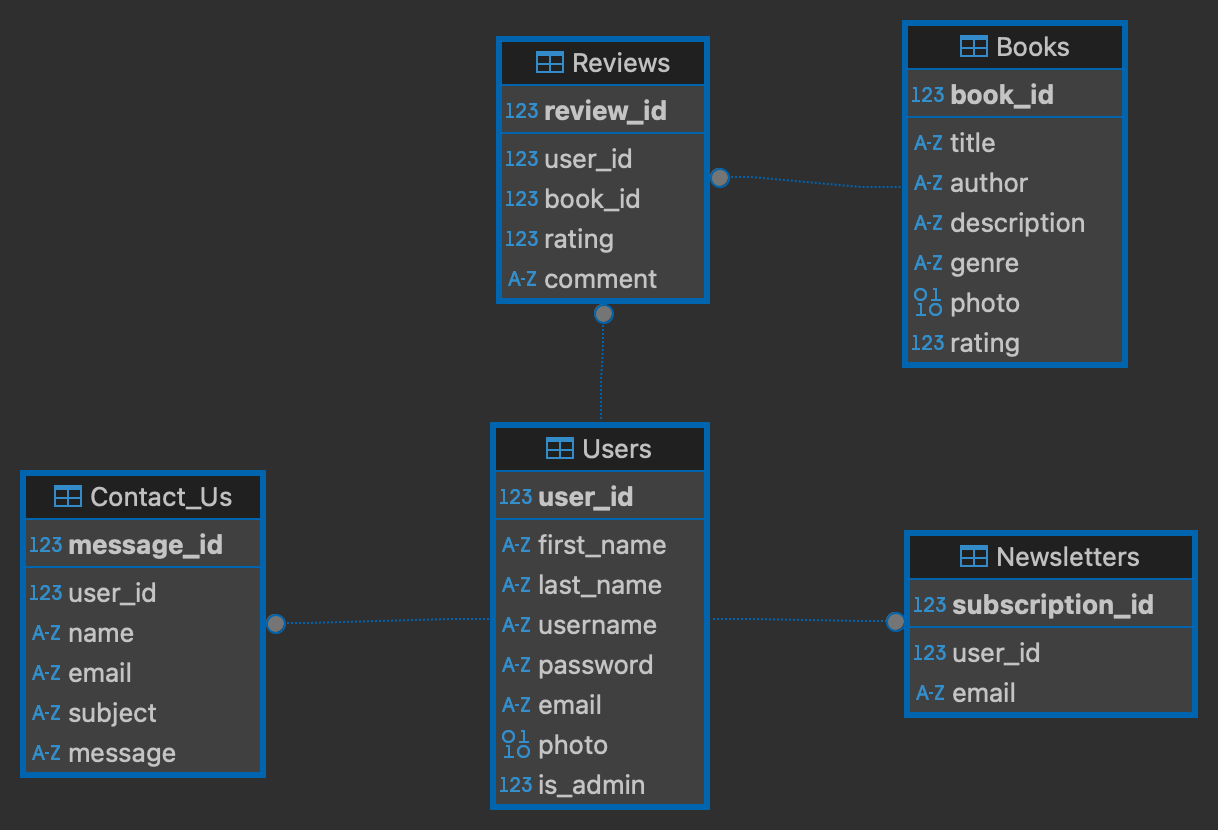 Reviews
123 review_id
123 user_id
123 book_id
123 rating
A-Z comment
Books
123 book_id
A-Z title
A-Z author
A-Z description
A-Z genre
01 10 photo
123 rating
Contact_Us
123 message_id
123 user_id
A-Z name
A-Z email
A-Z subject
A-Z message
Users
123 user_id
A-Z first_name
A-Z last_name
A-Z username
A-Z password
A-Z email
01 10 photo
123 is_admin
Newsletters
123 subscription_id
123 user_id
A-Z email